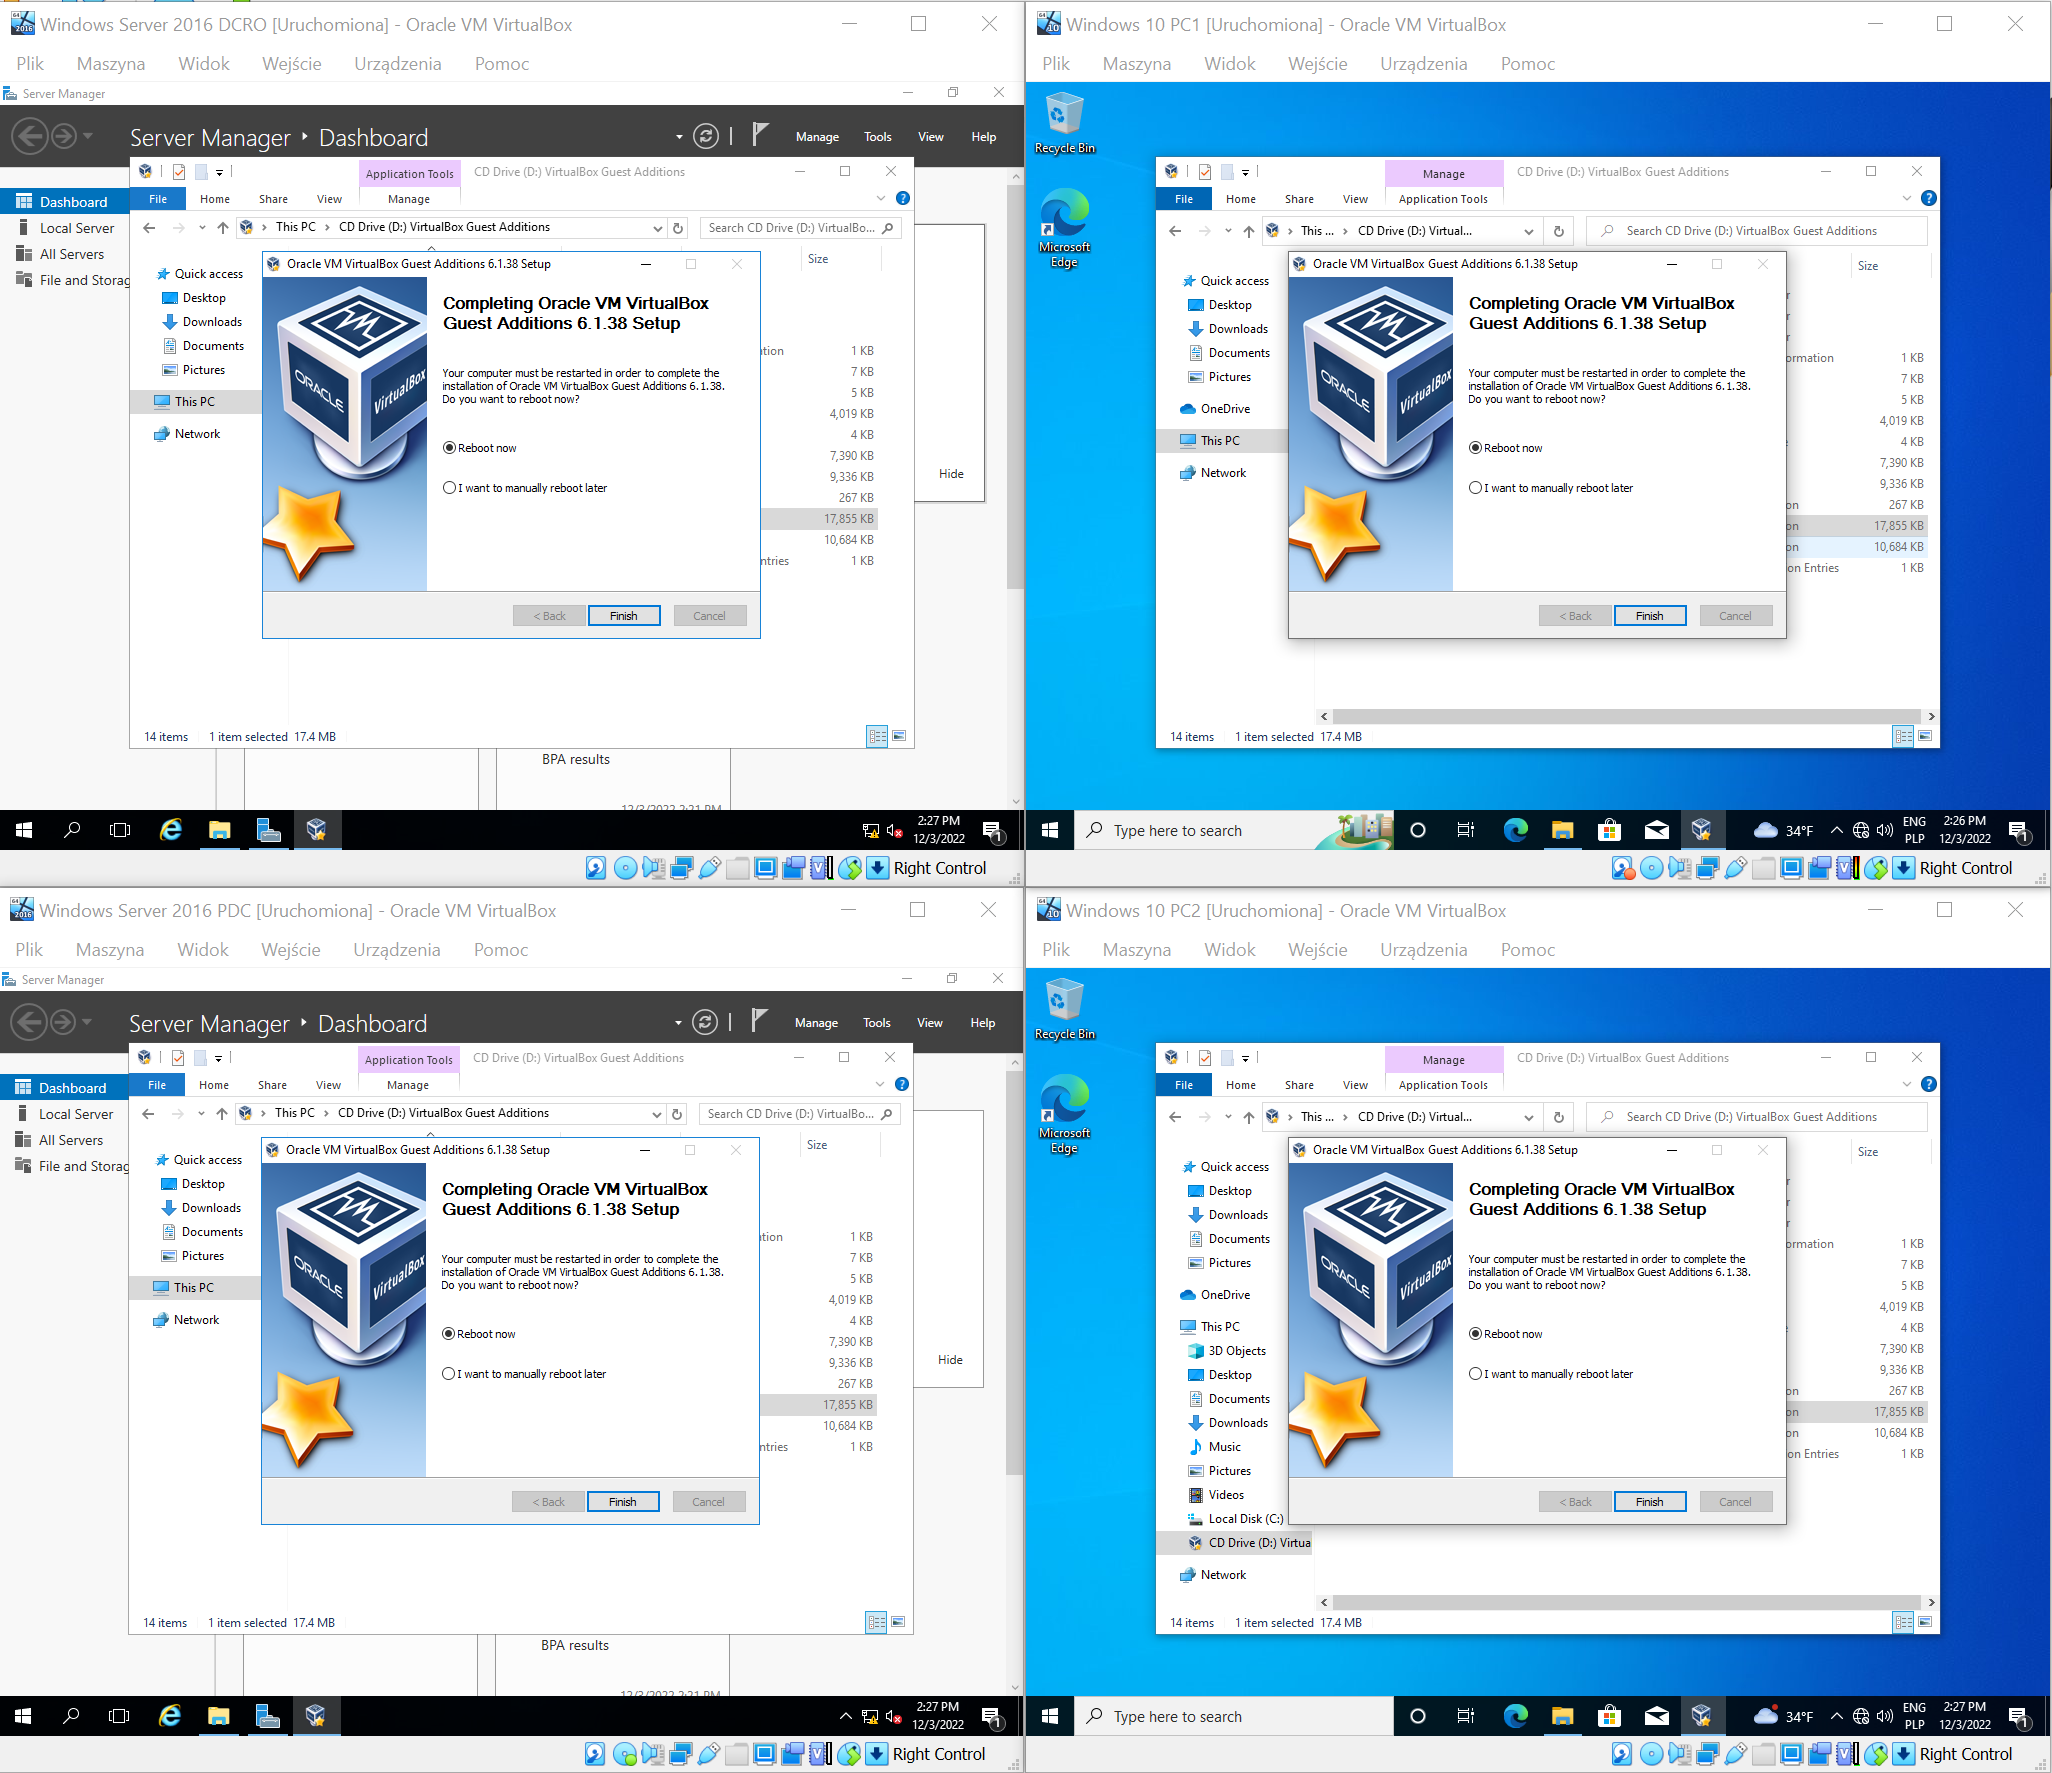 Windows Server 2016 DCRO [Uruchomiona] - Oracle VM VirtualBox
Plik Maszyna Widok Wejście Urządzenia Pomoc
Server Manager
Server Manager Dashboard
Manage Tools View Help
Application Tools CD Drive (D:) VirtualBox Guest Additions
File Home Share View Manage
This PC CD Drive (D:) VirtualBox Guest Additions Search CD Drive (D:) VirtualBo...
Dashboard
Local Server
All Servers
File and Storag
Quick access
Desktop
Downloads
Documents
Pictures
This PC
Network
Oracle VM VirtualBox Guest Additions 6.1.38 Setup
Completing Oracle VM VirtualBox
Guest Additions 6.1.38 Setup
Your computer must be restarted in order to complete the
installation of Oracle VM VirtualBox Guest Additions 6.1.38.
Do you want to reboot now?
Reboot now
I want to manually reboot later
ORACLE VirtualBox
< Back Finish Cancel
Size
tion 1 KB
7 KB
5 KB
4,019 KB
4 KB
7,390 KB
9,336 KB
267 KB
17,855 KB
10,684 KB
ntries 1 KB
Hide
14 items 1 item selected 17.4 MB
BPA results
12/3/2022 2:21 PM
2:27 PM
12/3/2022
1
Right Control
Windows 10 PC1 [Uruchomiona] - Oracle VM VirtualBox
Plik Maszyna Widok Wejście Urządzenia Pomoc
Recycle Bin
Microsoft
Edge
Manage CD Drive (D:) VirtualBox Guest Additions
File Home Share View Application Tools
This ... CD Drive (D:) Virtual... Search CD Drive (D:) VirtualBox Guest Additions
Quick access
Desktop
Downloads
Documents
Pictures
OneDrive
This PC
Network
Oracle VM VirtualBox Guest Additions 6.1.38 Setup
Completing Oracle VM VirtualBox
Guest Additions 6.1.38 Setup
Your computer must be restarted in order to complete the
installation of Oracle VM VirtualBox Guest Additions 6.1.38.
Do you want to reboot now?
Reboot now
I want to manually reboot later
ORACLE VirtualBox
< Back Finish Cancel
Size
r
r
r
ormation 1 KB
7 KB
5 KB
4,019 KB
4 KB
7,390 KB
9,336 KB
on 267 KB
on 17,855 KB
on 10,684 KB
on Entries 1 KB
14 items 1 item selected 17.4 MB
Type here to search
34°F
ENG
PLP
2:26 PM
12/3/2022
1
Right Control
Windows Server 2016 PDC [Uruchomiona] - Oracle VM VirtualBox
Plik Maszyna Widok Wejście Urządzenia Pomoc
Server Manager
Server Manager Dashboard
Manage Tools View Help
Application Tools CD Drive (D:) VirtualBox Guest Additions
File Home Share View Manage
This PC CD Drive (D:) VirtualBox Guest Additions Search CD Drive (D:) VirtualBo...
Dashboard
Local Server
All Servers
File and Storag
Quick access
Desktop
Downloads
Documents
Pictures
This PC
Network
Oracle VM VirtualBox Guest Additions 6.1.38 Setup
Completing Oracle VM VirtualBox
Guest Additions 6.1.38 Setup
Your computer must be restarted in order to complete the
installation of Oracle VM VirtualBox Guest Additions 6.1.38.
Do you want to reboot now?
Reboot now
I want to manually reboot later
ORACLE VirtualBox
< Back Finish Cancel
Size
tion 1 KB
7 KB
5 KB
4,019 KB
4 KB
7,390 KB
9,336 KB
267 KB
17,855 KB
10,684 KB
ntries 1 KB
Hide
14 items 1 item selected 17.4 MB
BPA results
12/3/2022 2:21 PM
2:27 PM
12/3/2022
1
Right Control
Windows 10 PC2 [Uruchomiona] - Oracle VM VirtualBox
Plik Maszyna Widok Wejście Urządzenia Pomoc
Recycle Bin
Microsoft
Edge
Manage CD Drive (D:) VirtualBox Guest Additions
File Home Share View Application Tools
This ... CD Drive (D:) Virtual... Search CD Drive (D:) VirtualBox Guest Additions
Quick access
Desktop
Downloads
Documents
Pictures
OneDrive
This PC
3D Objects
Desktop
Documents
Downloads
Music
Pictures
Videos
Local Disk (C:)
CD Drive (D:) Virtua
Network
Oracle VM VirtualBox Guest Additions 6.1.38 Setup
Completing Oracle VM VirtualBox
Guest Additions 6.1.38 Setup
Your computer must be restarted in order to complete the
installation of Oracle VM VirtualBox Guest Additions 6.1.38.
Do you want to reboot now?
Reboot now
I want to manually reboot later
ORACLE VirtualBox
< Back Finish Cancel
Size
r
r
r
ormation 1 KB
7 KB
5 KB
4,019 KB
4 KB
7,390 KB
9,336 KB
on 267 KB
on 17,855 KB
on 10,684 KB
on Entries 1 KB
14 items 1 item selected 17.4 MB
Type here to search
34°F
ENG
PLP
2:27 PM
12/3/2022
1
Right Control